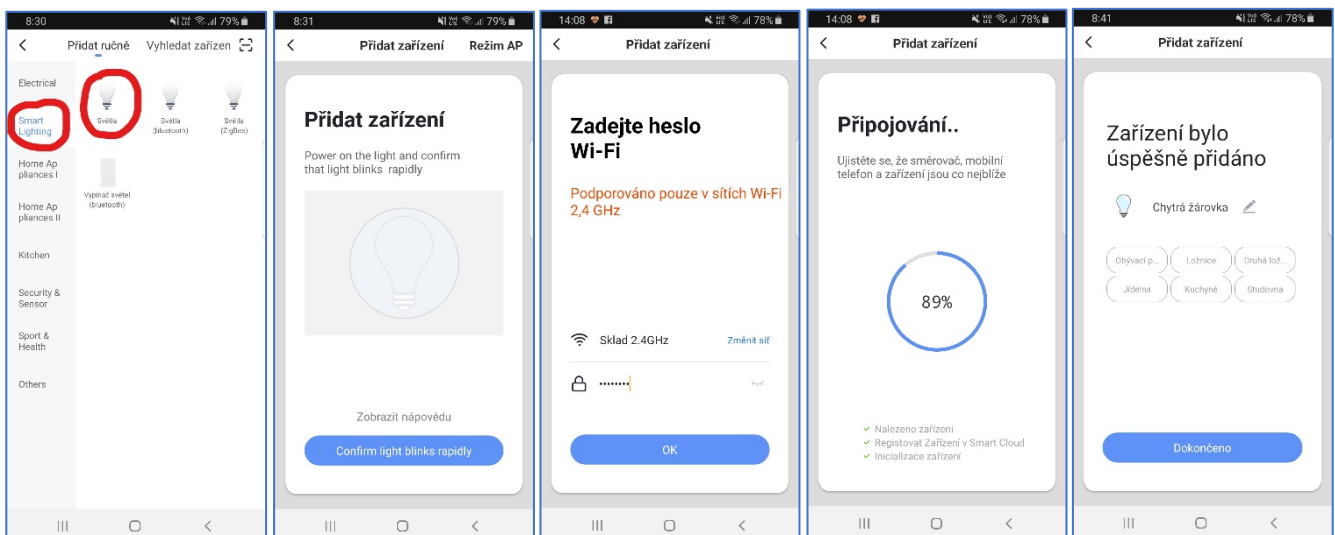 8:30
79%
Přidat ručně Vyhledat zařízen
Electrical
Smart
Lighting
Home Ap
pliances I
Home Ap
pliances II
Kitchen
Security &
Sensor
Sport &
Health
Others
Světla
Světla
(bluetooth)
Světla
(ZigBee)
Vypínač světel
(bluetooth)
8:31
79%
Přidat zařízení Režim AP
Přidat zařízení
Power on the light and confirm
that light blinks rapidly
Zobrazit nápovědu
Confirm light blinks rapidly
14:08
78%
Přidat zařízení
Zadejte heslo
Wi-Fi
Podporováno pouze v sítích Wi-Fi
2,4 GHz
Sklad 2.4GHz Změnit síť
········
OK
14:08
78%
Přidat zařízení
Připojování..
Ujistěte se, že směrovač, mobilní
telefon a zařízení jsou co nejblíže
89%
Nalezeno zařízení
Registovat Zařízení v Smart Cloud
Inicializace zařízení
8:41
78%
Přidat zařízení
Zařízení bylo
úspěšně přidáno
Chytrá žárovka
Obývací p... Ložnice Druhá lož...
Jídelna Kuchyně Studovna
Dokončeno